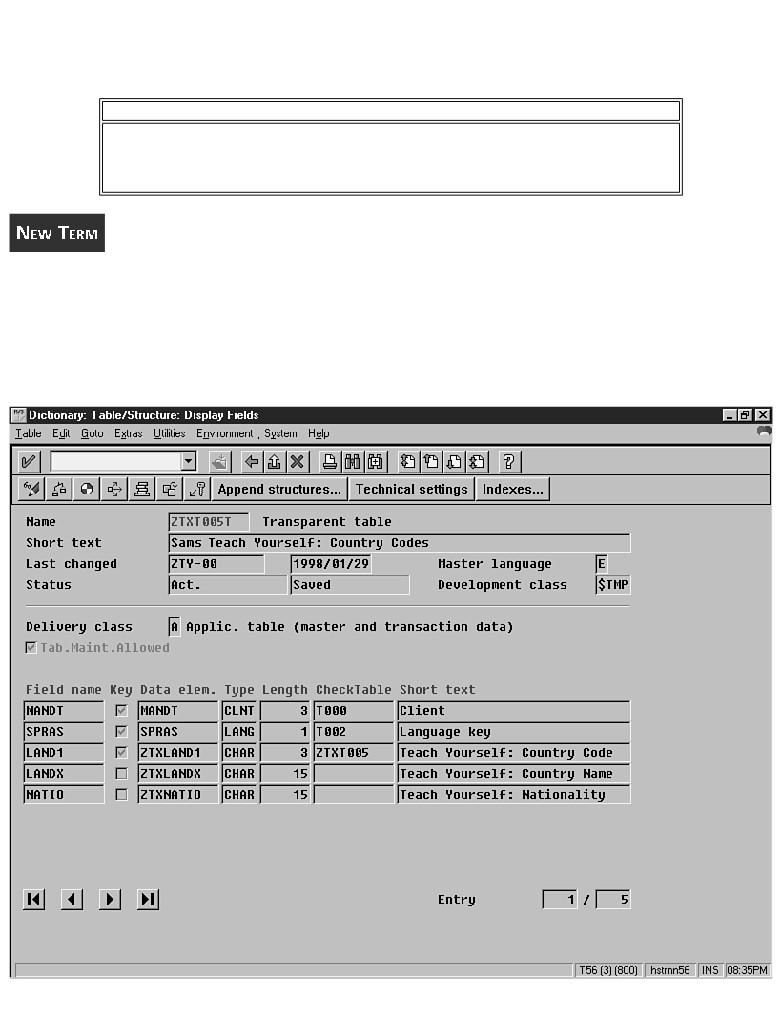 NEW TERM
Dictionary: Table/Structure: Display Fields
Table Edit Goto Extras Utilities Environment System Help
Append structures... Technical settings Indexes...
Name ZTXT005T Transparent table
Short text Sams Teach Yourself: Country Codes
Last changed ZTY-00 1998/01/29 Master language E
Status Act. Saved Development class $TMP
Delivery class A Applic. table (master and transaction data)
Tab.Maint.Allowed
Field name Key Data elem. Type Length CheckTable Short text
MANDT MANDT CLNT 3 T000 Client
SPRAS SPRAS LANG 1 T002 Language key
LAND1 ZTXLAND1 CHAR 3 ZTXT005 Teach Yourself: Country Code
LANDX ZTXLANDX CHAR 15 Teach Yourself: Country Name
NATIO ZTXNATIO CHAR 15 Teach Yourself: Nationality
Entry 1 / 5
T56 (3) (800) hstmn56 INS 08:35PM